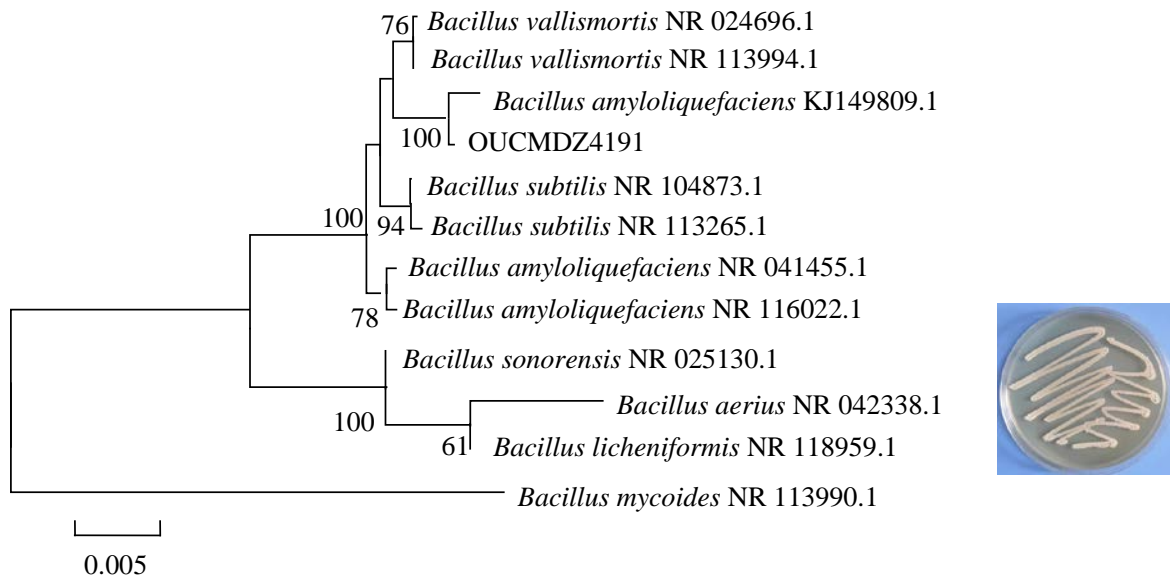 76
Bacillus vallismortis NR 024696.1
Bacillus vallismortis NR 113994.1
Bacillus amyloliquefaciens KJ149809.1
100
OUCMDZ4191
Bacillus subtilis NR 104873.1
100
94
Bacillus subtilis NR 113265.1
Bacillus amyloliquefaciens NR 041455.1
78
Bacillus amyloliquefaciens NR 116022.1
Bacillus sonorensis NR 025130.1
Bacillus aerius NR 042338.1
100
61
Bacillus licheniformis NR 118959.1
Bacillus mycoides NR 113990.1
0.005